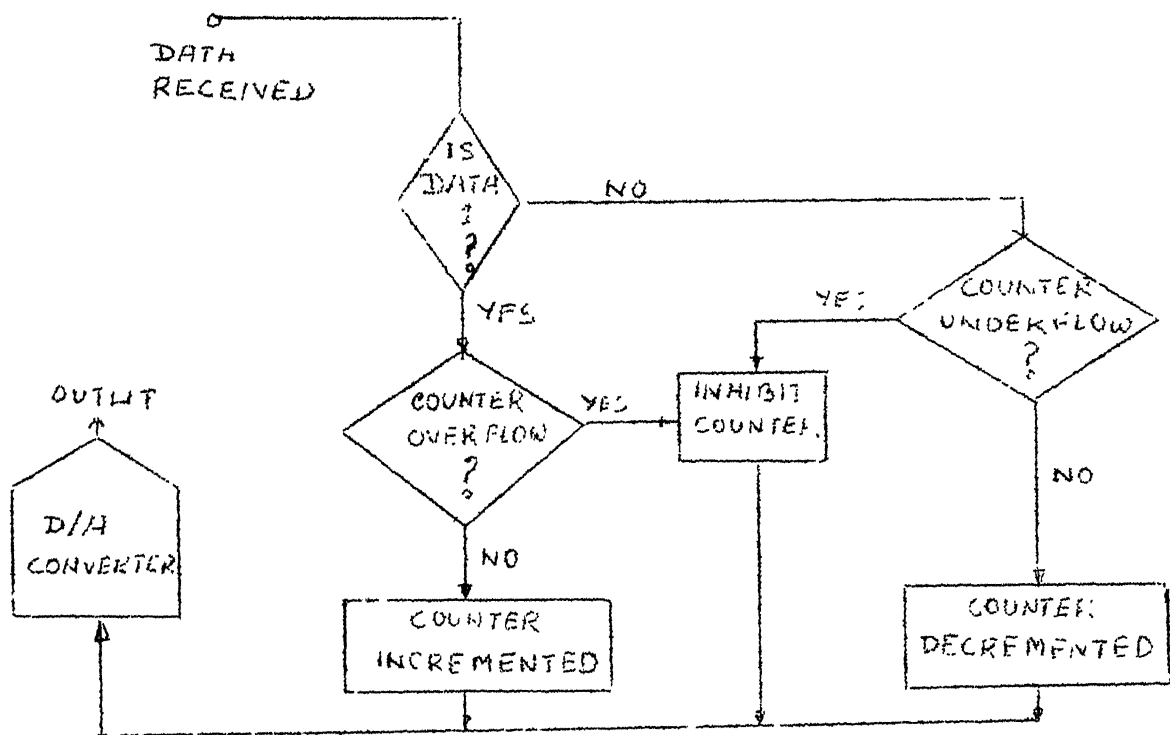 DATA
RECEIVED
IS
DATA
1
?
NO
YES
COUNTER
UNDERFLOW
?
YES
COUNTER
OVERFLOW
?
YES
INHIBIT
COUNTER
NO
NO
OUTPUT
D/A
CONVERTER
COUNTER
INCREMENTED
COUNTER
DECREMENTED